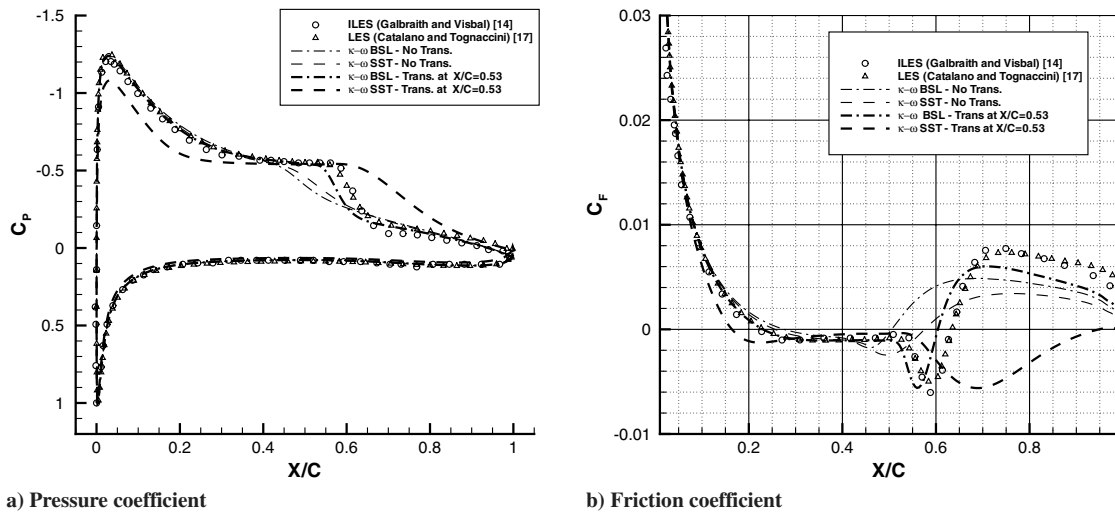 -1.5
-1
-0.5
0
0.5
1
C_P
0
0.2
0.4
0.6
0.8
1
X/C
ILES (Galbraith and Visbal) [14]
LES (Catalano and Tognaccini) [17]
κ-ω BSL - No Trans.
κ-ω SST - No Trans.
κ-ω BSL - Trans. at X/C=0.53
κ-ω SST - Trans. at X/C=0.53
a) Pressure coefficient
0.03
0.02
0.01
0
-0.01
C_F
0.2
0.4
0.6
0.8
X/C
ILES (Galbraith and Visbal) [14]
LES (Catalano and Tognaccini) [17]
κ-ω BSL - No Trans.
κ-ω SST - No Trans.
κ-ω BSL - Trans at X/C=0.53
κ-ω SST - Trans at X/C=0.53
b) Friction coefficient